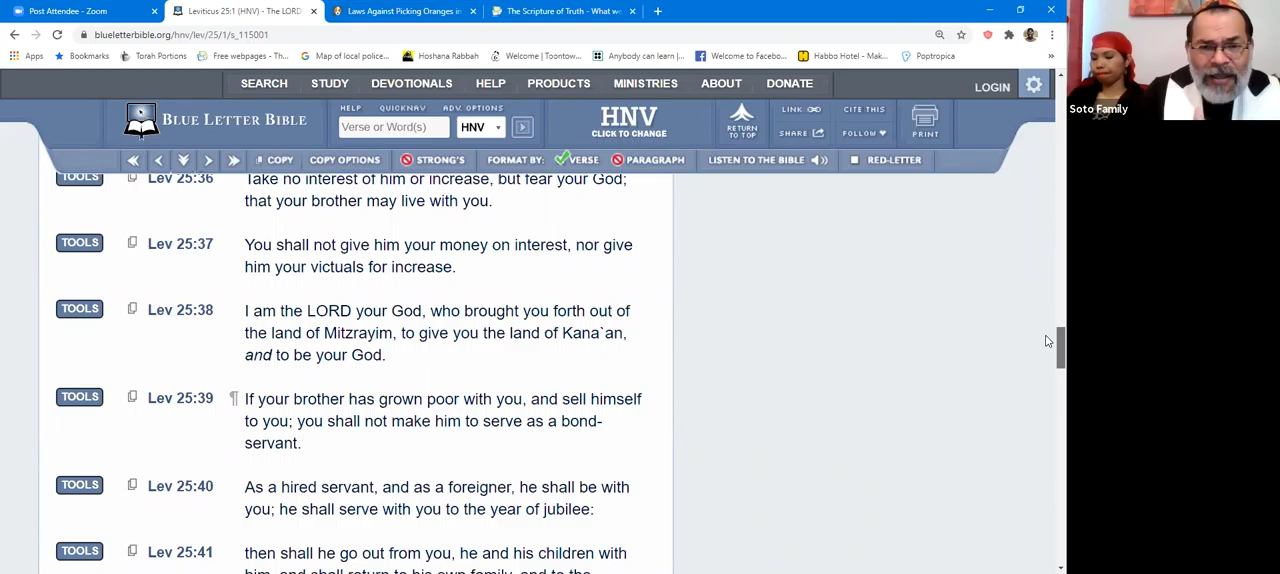 Post Attendee - Zoom
Leviticus 25:1 (HNV) - The LORD
Laws Against Picking Oranges in
The Scripture of Truth - What we
blueletterbible.org/hnv/lev/25/1/s_115001
Apps
Bookmarks
Torah Portions
Free webpages - Th...
Map of local police...
Hoshana Rabbah
Welcome | Toontow...
Anybody can learn |...
Welcome to Facebo...
Habbo Hotel - Mak...
Poptropica
SEARCH STUDY DEVOTIONALS HELP PRODUCTS MINISTRIES ABOUT DONATE
LOGIN
BLUE LETTER BIBLE
HELP QUICKNAV ADV. OPTIONS
Verse or Word(s)
HNV
HNV
CLICK TO CHANGE
RETURN TO TOP
LINK
CITE THIS
SHARE
FOLLOW
PRINT
COPY COPY OPTIONS STRONG'S FORMAT BY: VERSE PARAGRAPH LISTEN TO THE BIBLE RED-LETTER
Soto Family
TOOLS Lev 25:36 Take no interest of him or increase, but fear your God;
that your brother may live with you.
TOOLS Lev 25:37 You shall not give him your money on interest, nor give
him your victuals for increase.
TOOLS Lev 25:38 I am the LORD your God, who brought you forth out of
the land of Mitzrayim, to give you the land of Kana`an,
and to be your God.
TOOLS Lev 25:39 ¶ If your brother has grown poor with you, and sell himself
to you; you shall not make him to serve as a bond-
servant.
TOOLS Lev 25:40 As a hired servant, and as a foreigner, he shall be with
you; he shall serve with you to the year of jubilee:
TOOLS Lev 25:41 then shall he go out from you, he and his children with
him, and shall return to his own family, and to the